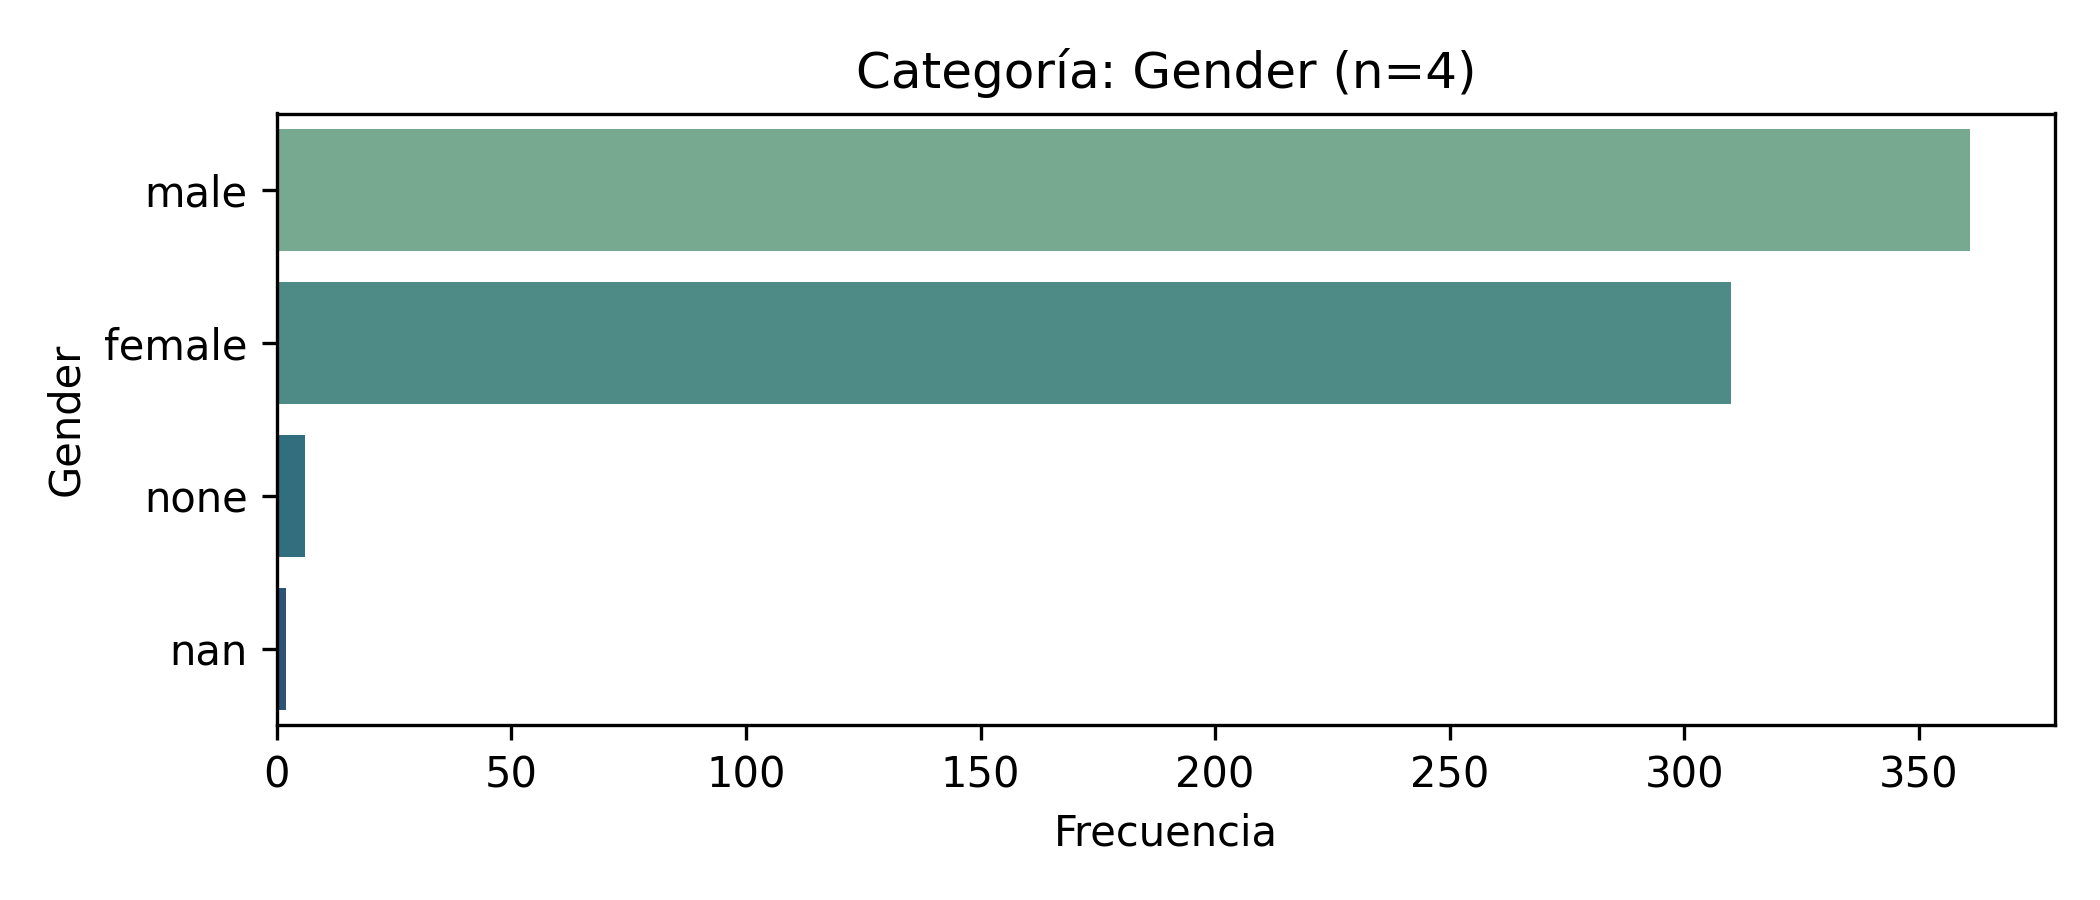 Categoría: Gender (n=4)
Gender
male
female
none
nan
0 50 100 150 200 250 300 350
Frecuencia